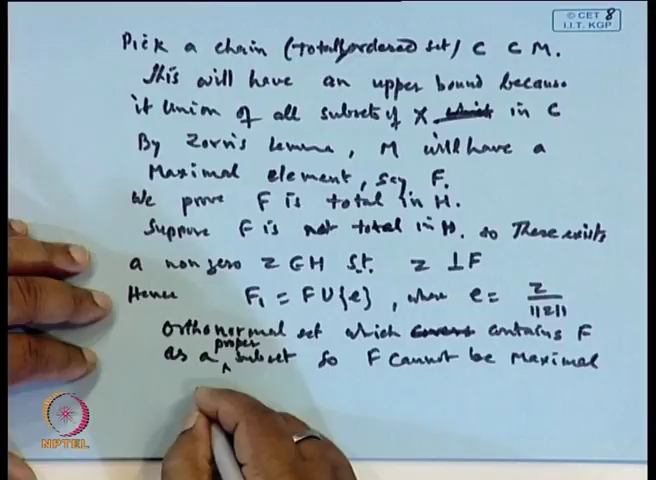 © CET 8
I.I.T. KGP
Pick a chain (totally ordered set) C ⊂ M.
This will have an upper bound because
it Union of all subsets of X in C
By Zorn's lemma, M will have a
Maximal element, say F.
We prove F is total in H.
Suppose F is not total in H. so There exists
a non zero z ∈ H s.t. z ⊥ F
Hence F₁ = F ∪ {e}, where e = z / ||z||
orthonormal set which contains F
as a proper subset so F cannot be maximal
NPTEL